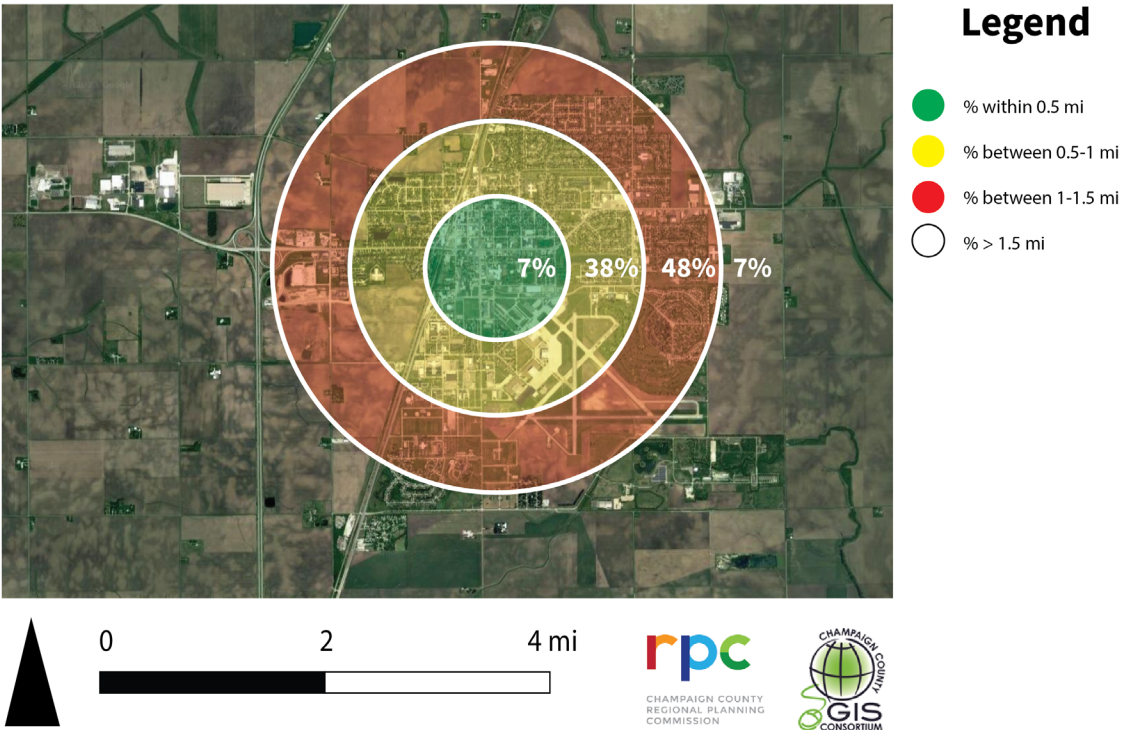 Legend
% within 0.5 mi
% between 0.5-1 mi
% between 1-1.5 mi
% > 1.5 mi
7% 38% 48% 7%
0 2 4 mi
rpc
CHAMPAIGN COUNTY
REGIONAL PLANNING
COMMISSION
CHAMPAIGN COUNTY
GIS
CONSORTIUM